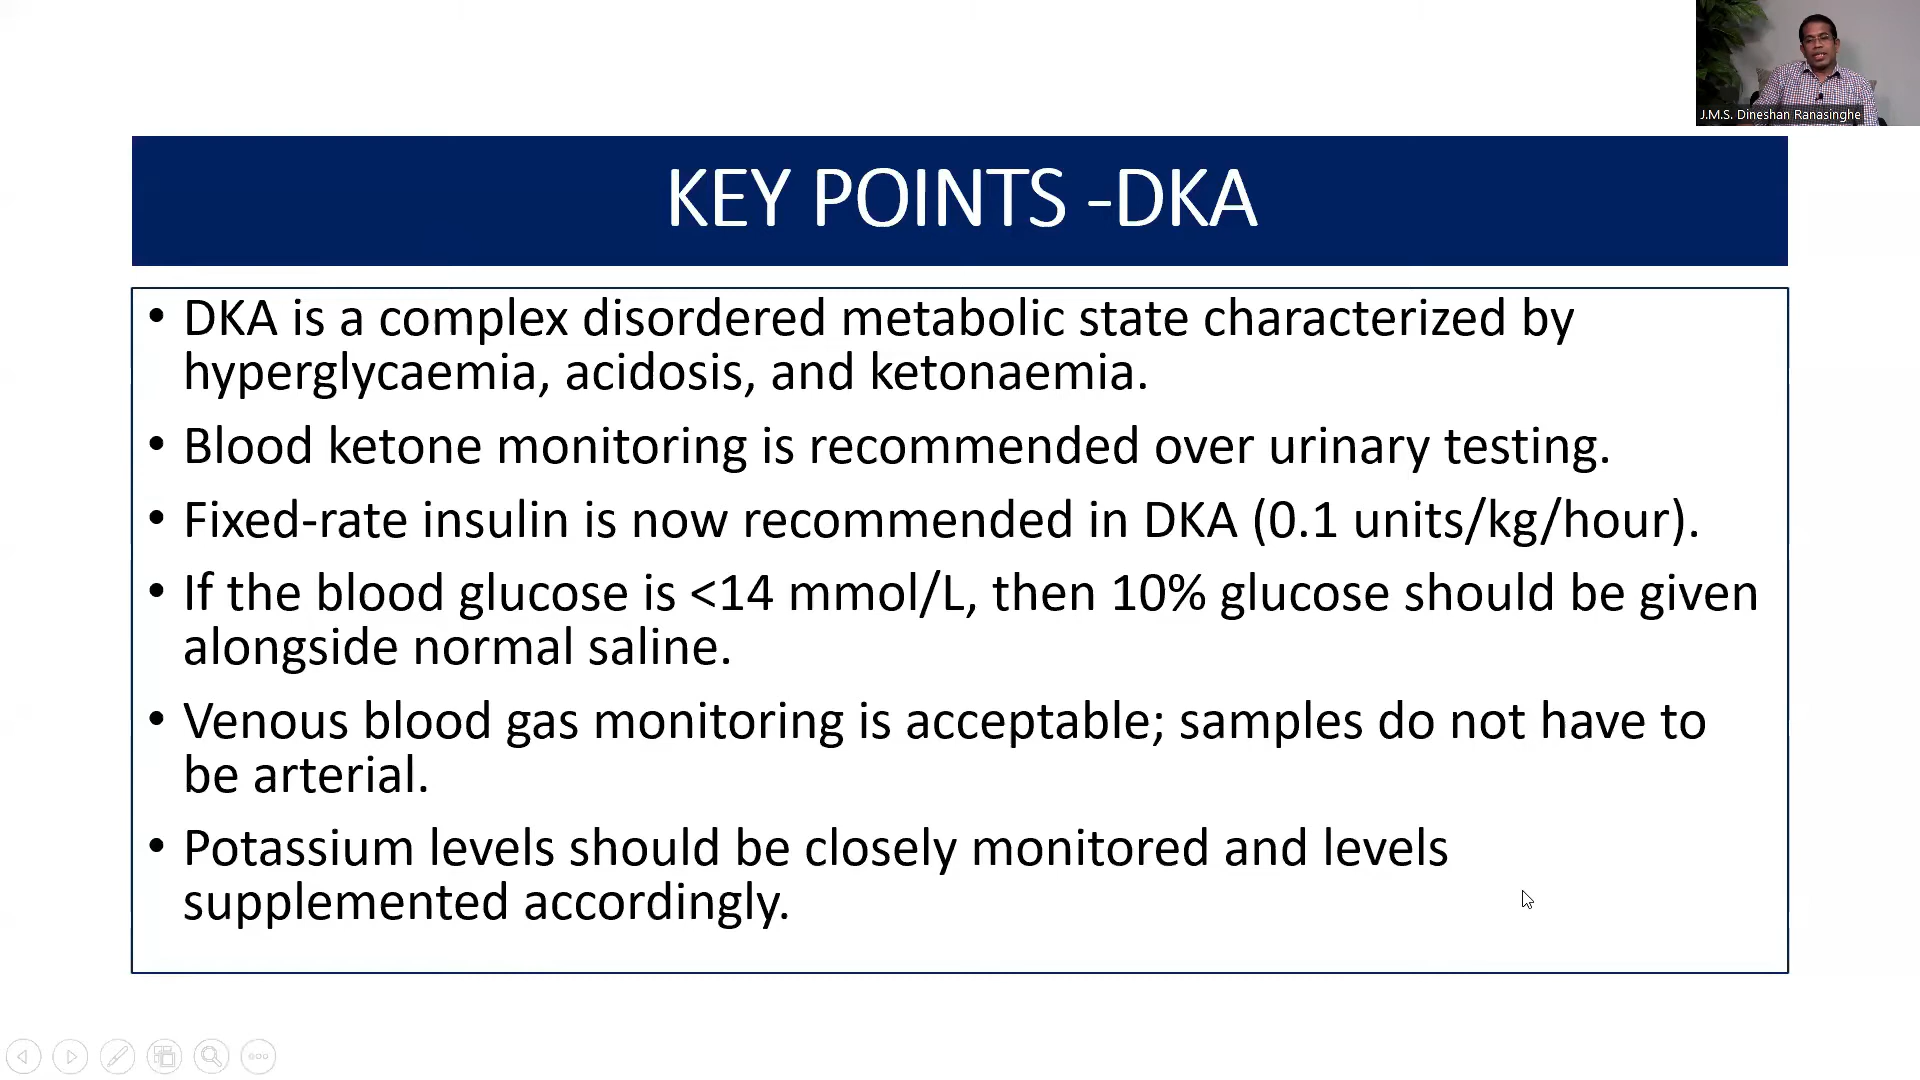 J.M.S. Dineshan Ranasinghe
KEY POINTS -DKA
• DKA is a complex disordered metabolic state characterized by
hyperglycaemia, acidosis, and ketonaemia.
• Blood ketone monitoring is recommended over urinary testing.
• Fixed-rate insulin is now recommended in DKA (0.1 units/kg/hour).
• If the blood glucose is <14 mmol/L, then 10% glucose should be given
alongside normal saline.
• Venous blood gas monitoring is acceptable; samples do not have to
be arterial.
• Potassium levels should be closely monitored and levels
supplemented accordingly.